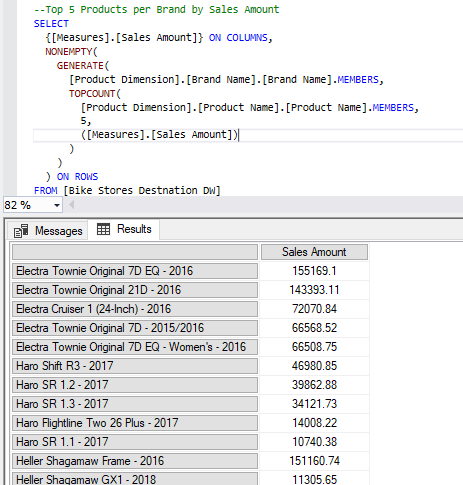 --Top 5 Products per Brand by Sales Amount
SELECT
{[Measures].[Sales Amount]} ON COLUMNS,
NONEMPTY(
GENERATE(
[Product Dimension].[Brand Name].[Brand Name].MEMBERS,
TOPCOUNT(
[Product Dimension].[Product Name].[Product Name].MEMBERS,
5,
([Measures].[Sales Amount])
)
)
) ON ROWS
FROM [Bike Stores Destnation DW]
82 %
Messages Results
Sales Amount
Electra Townie Original 7D EQ - 2016 155169.1
Electra Townie Original 21D - 2016 143393.11
Electra Cruiser 1 (24-Inch) - 2016 72070.84
Electra Townie Original 7D - 2015/2016 66568.52
Electra Townie Original 7D EQ - Women's - 2016 66508.75
Haro Shift R3 - 2017 46980.85
Haro SR 1.2 - 2017 39862.88
Haro SR 1.3 - 2017 34121.73
Haro Flightline Two 26 Plus - 2017 14008.22
Haro SR 1.1 - 2017 10740.38
Heller Shagamaw Frame - 2016 151160.74
Heller Shagamaw GX1 - 2018 11305.65